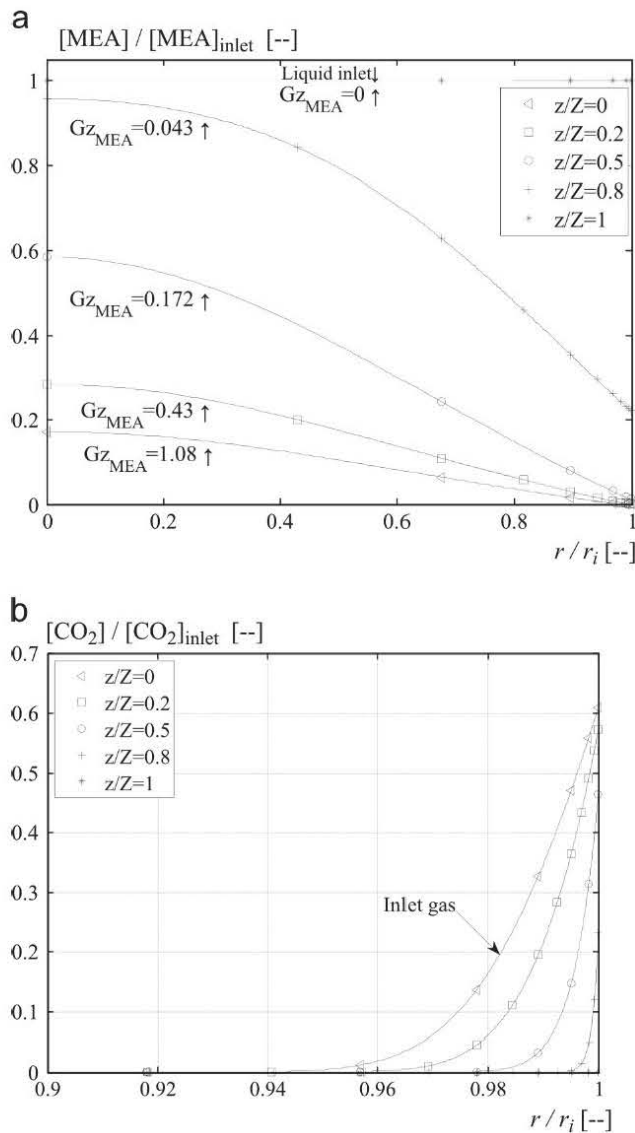 a
[MEA] / [MEA]inlet [--]
Liquid inlet↓
GzMEA=0 ↑
1
GzMEA=0.043 ↑
z/Z=0
z/Z=0.2
z/Z=0.5
z/Z=0.8
z/Z=1
0.8
0.6
GzMEA=0.172 ↑
0.4
GzMEA=0.43 ↑
0.2
GzMEA=1.08 ↑
0
0 0.2 0.4 0.6 0.8 1
r / ri [--]
b
[CO2] / [CO2]inlet [--]
0.7
z/Z=0
z/Z=0.2
z/Z=0.5
z/Z=0.8
z/Z=1
0.6
0.5
0.4
0.3
Inlet gas
0.2
0.1
0
0.9 0.92 0.94 0.96 0.98 1
r / ri [--]